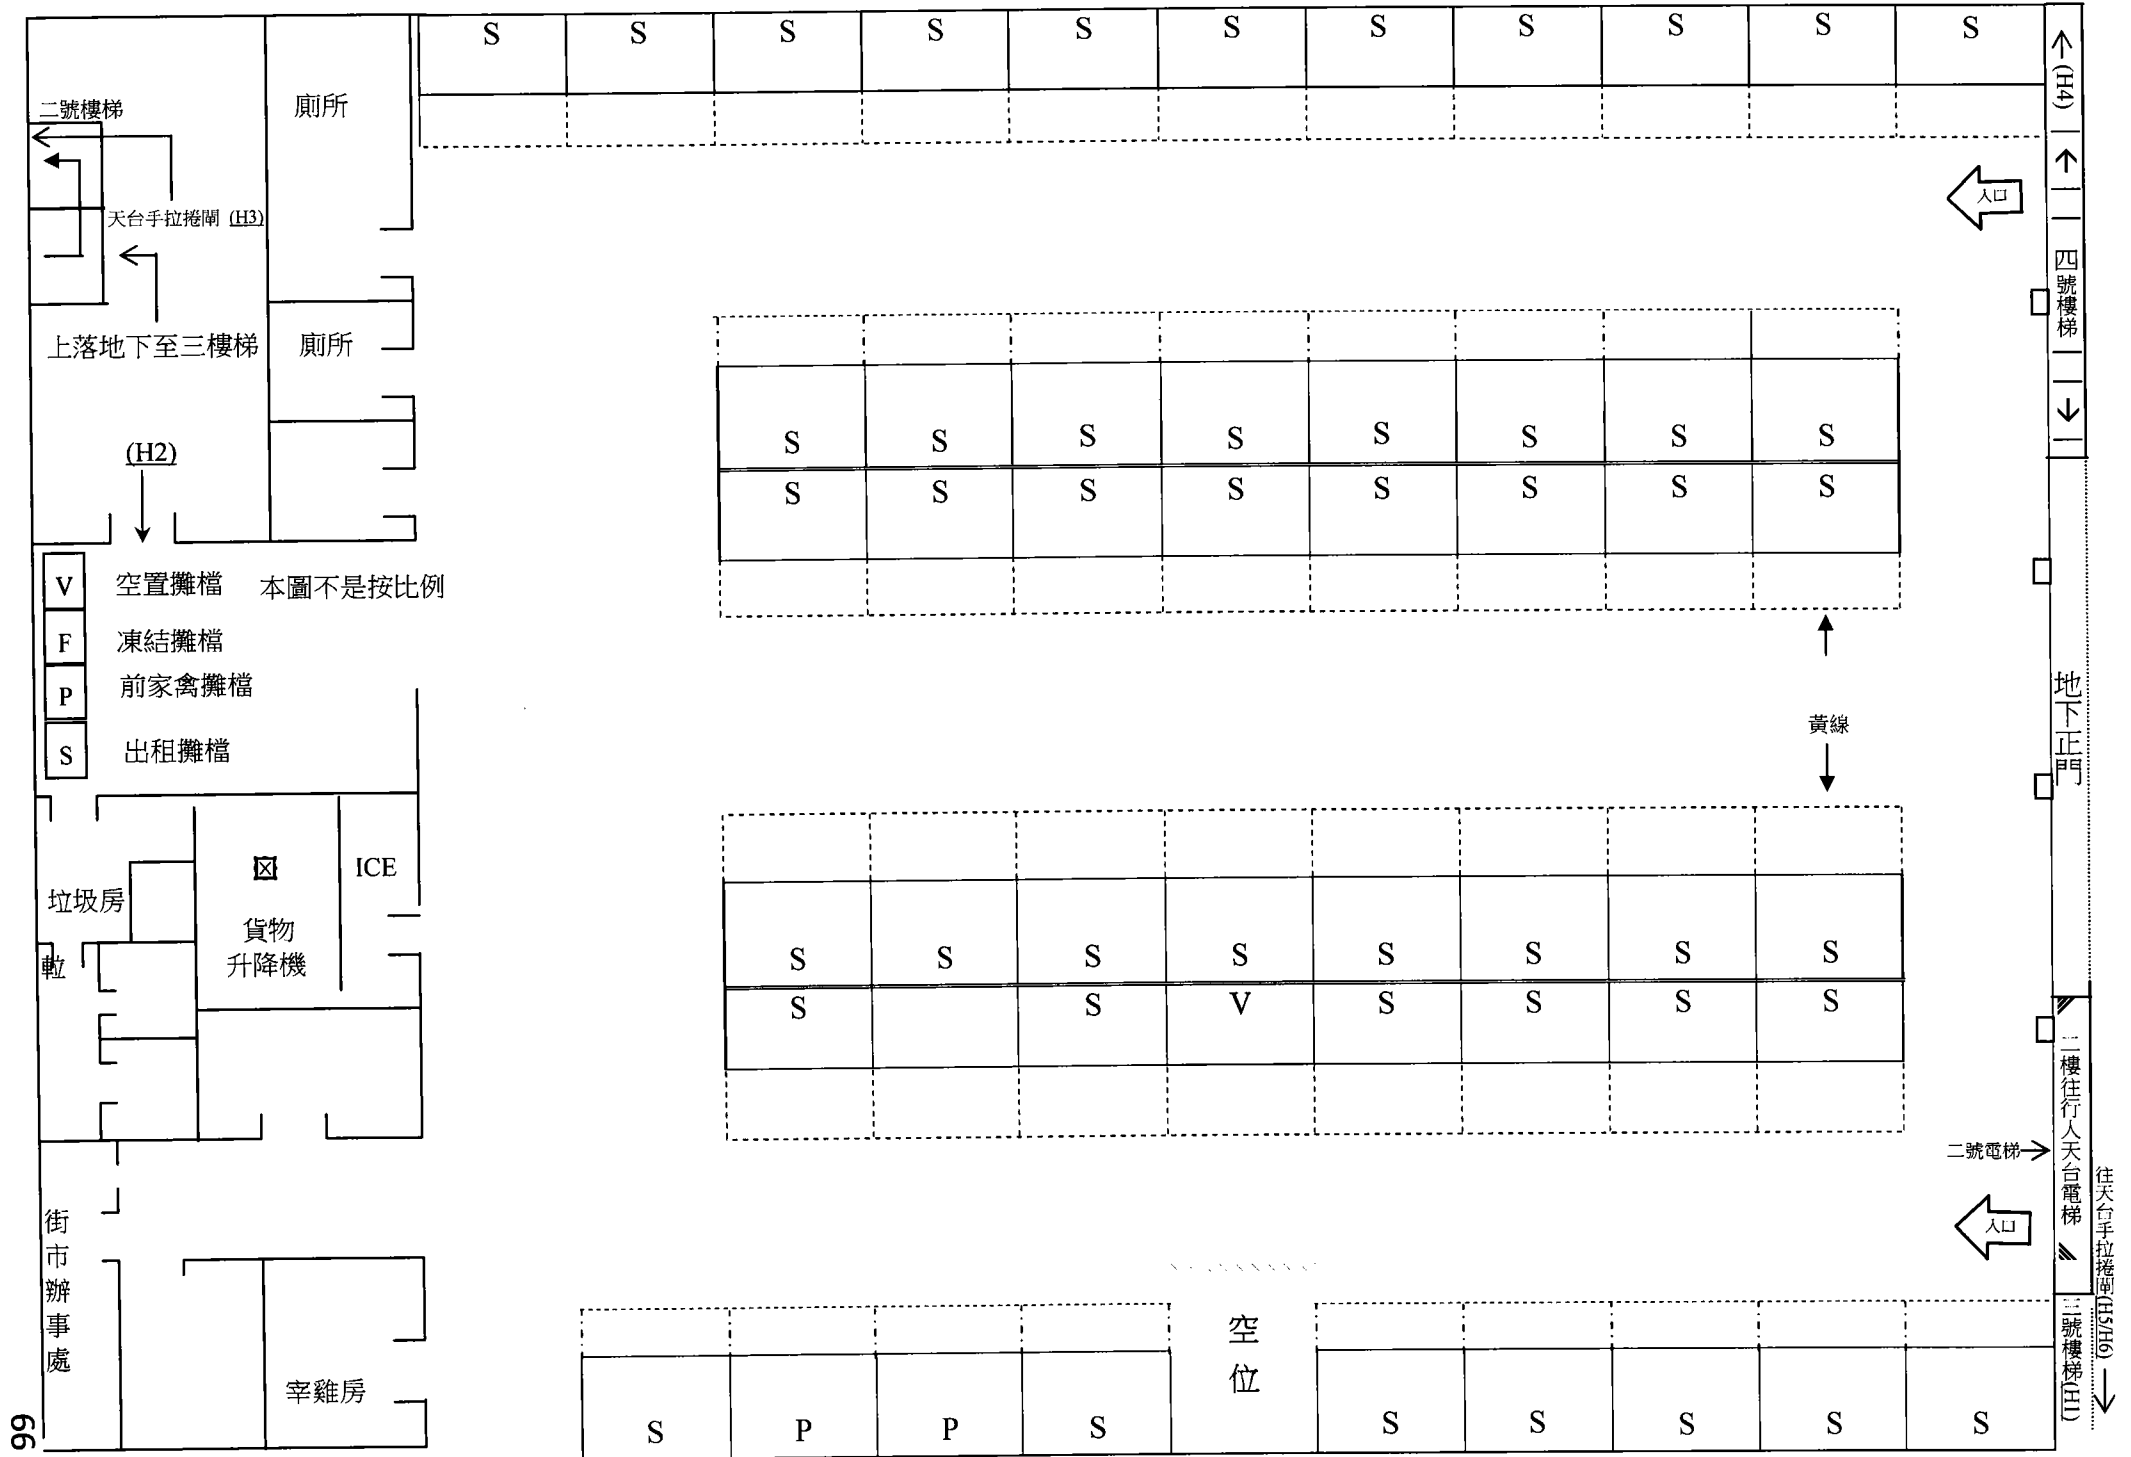 S S S S S S S S S S S
(H4)
二號樓梯
廁所
入口
天台手拉捲閘 (H3)
四號樓梯
上落地下至三樓梯
廁所
(H2)
S S S S S S S S
S S S S S S S S
V 空置攤檔 本圖不是按比例
F 凍結攤檔
P 前家禽攤檔
S 出租攤檔
黃線
地下正門
垃圾房
貨物
升降機
ICE
S S S S S S S S
S S V S S S S
二樓往行人天台電梯
二號電梯
入口
往天台手拉捲閘(H5/H6)
三號樓梯(H1)
街市辦事處
宰雞房
空位
S P P S S S S S S
66